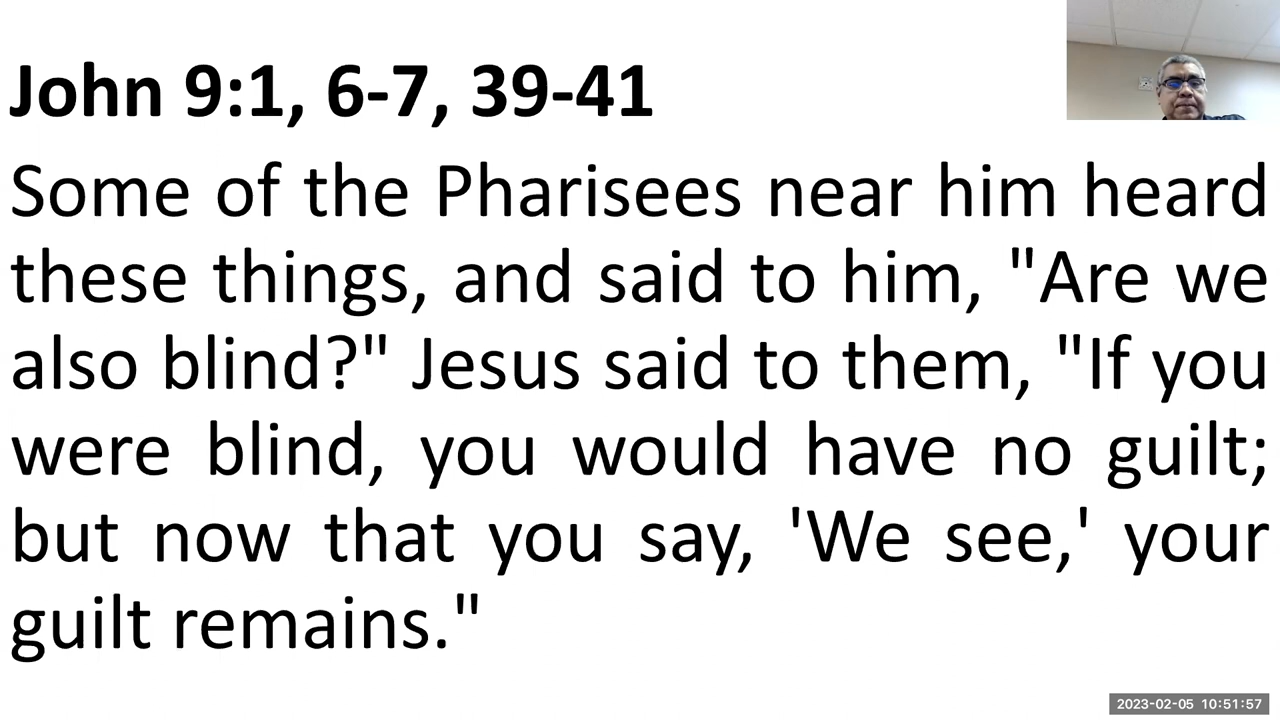 John 9:1, 6-7, 39-41
Some of the Pharisees near him heard
these things, and said to him, "Are we
also blind?" Jesus said to them, "If you
were blind, you would have no guilt;
but now that you say, 'We see,' your
guilt remains."
2023-02-05 10:51:57